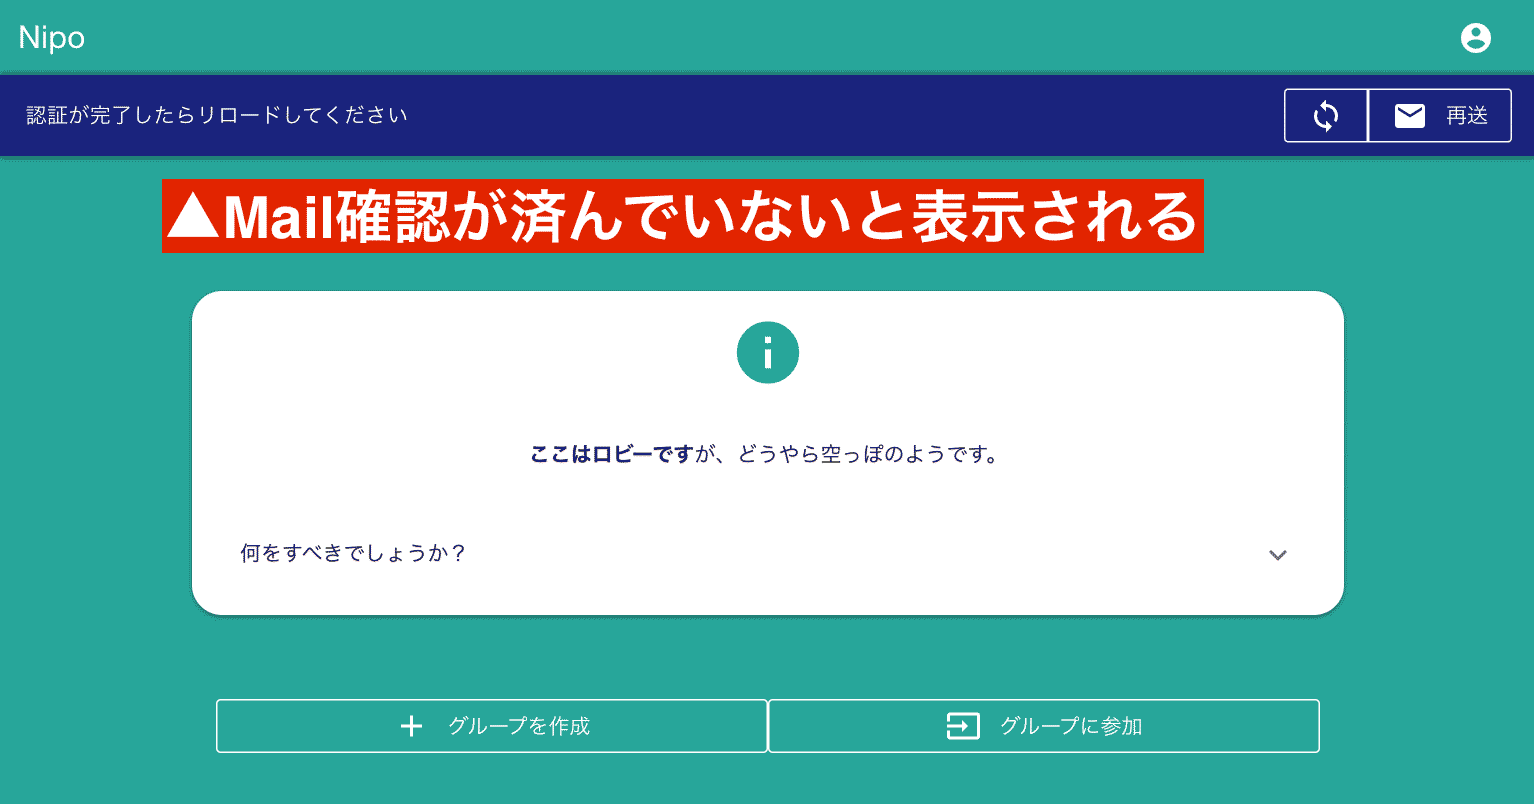 Nipo
認証が完了したらリロードしてください
再送
▲Mail確認が済んでいないと表示される
ここはロビーですが、どうやら空っぽのようです。
何をすべきでしょうか？
グループを作成
グループに参加